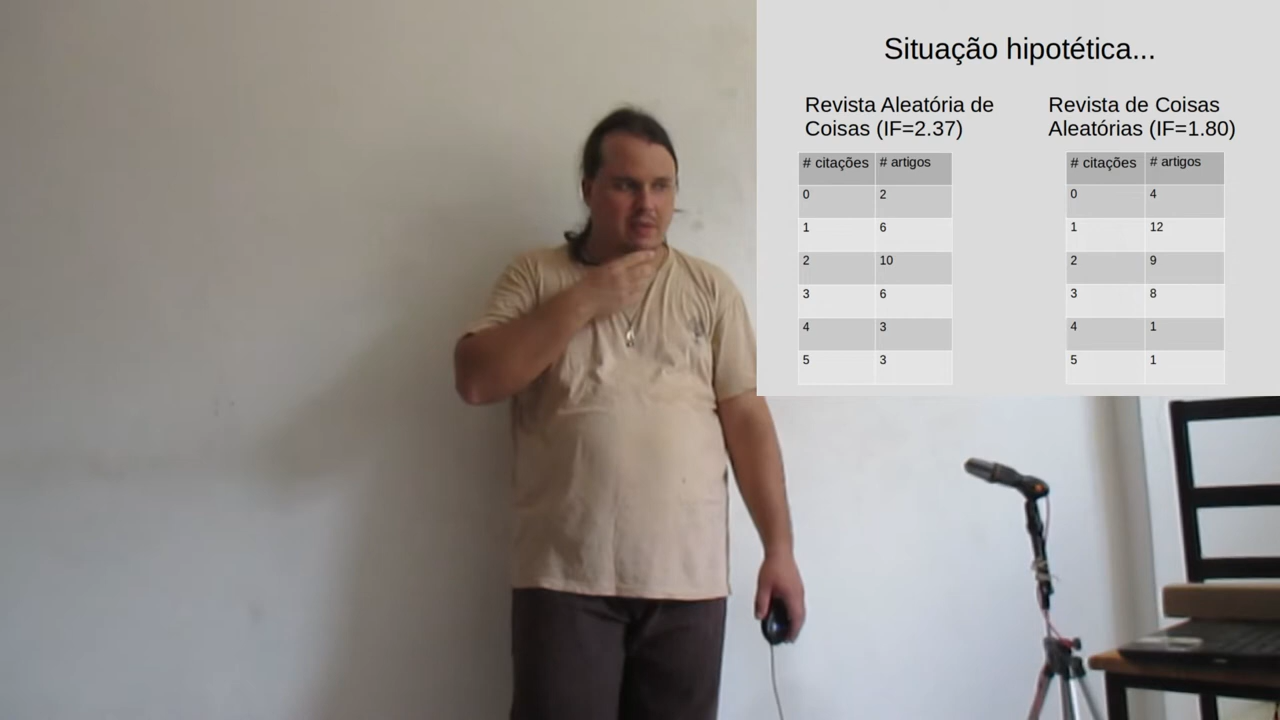 Situação hipotética...
Revista Aleatória de
Coisas (IF=2.37)
# citações # artigos
0 2
1 6
2 10
3 6
4 3
5 3
Revista de Coisas
Aleatórias (IF=1.80)
# citações # artigos
0 4
1 12
2 9
3 8
4 1
5 1